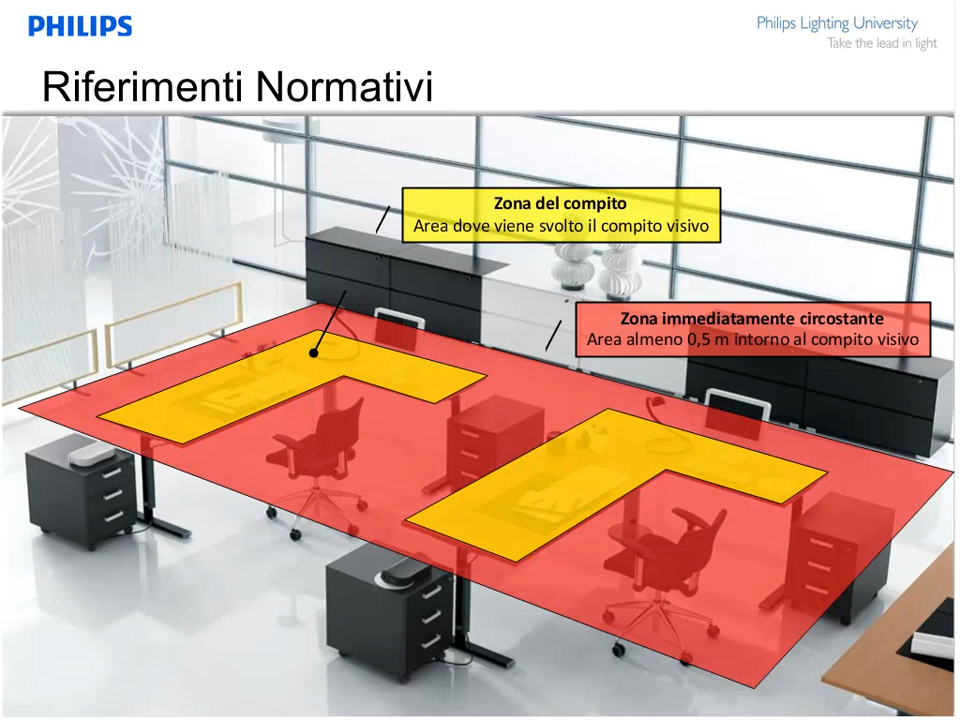 PHILIPS
Philips Lighting University
Take the lead in light
Riferimenti Normativi
Zona del compito
Area dove viene svolto il compito visivo
Zona immediatamente circostante
Area almeno 0,5 m intorno al compito visivo